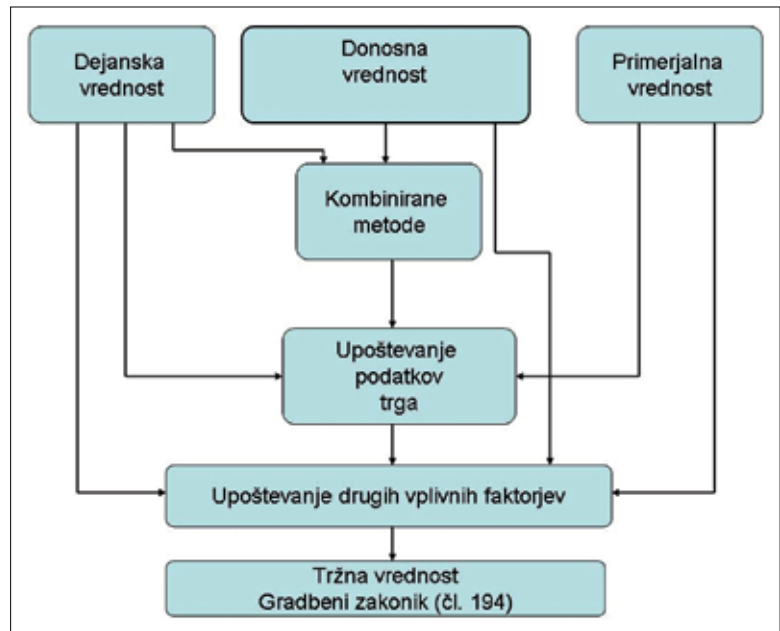 Dejanska
vrednost
Donosna
vrednost
Primerjalna
vrednost
Kombinirane
metode
Upoštevanje
podatkov
trga
Upoštevanje drugih vplivnih faktorjev
Tržna vrednost
Gradbeni zakonik (čl. 194)